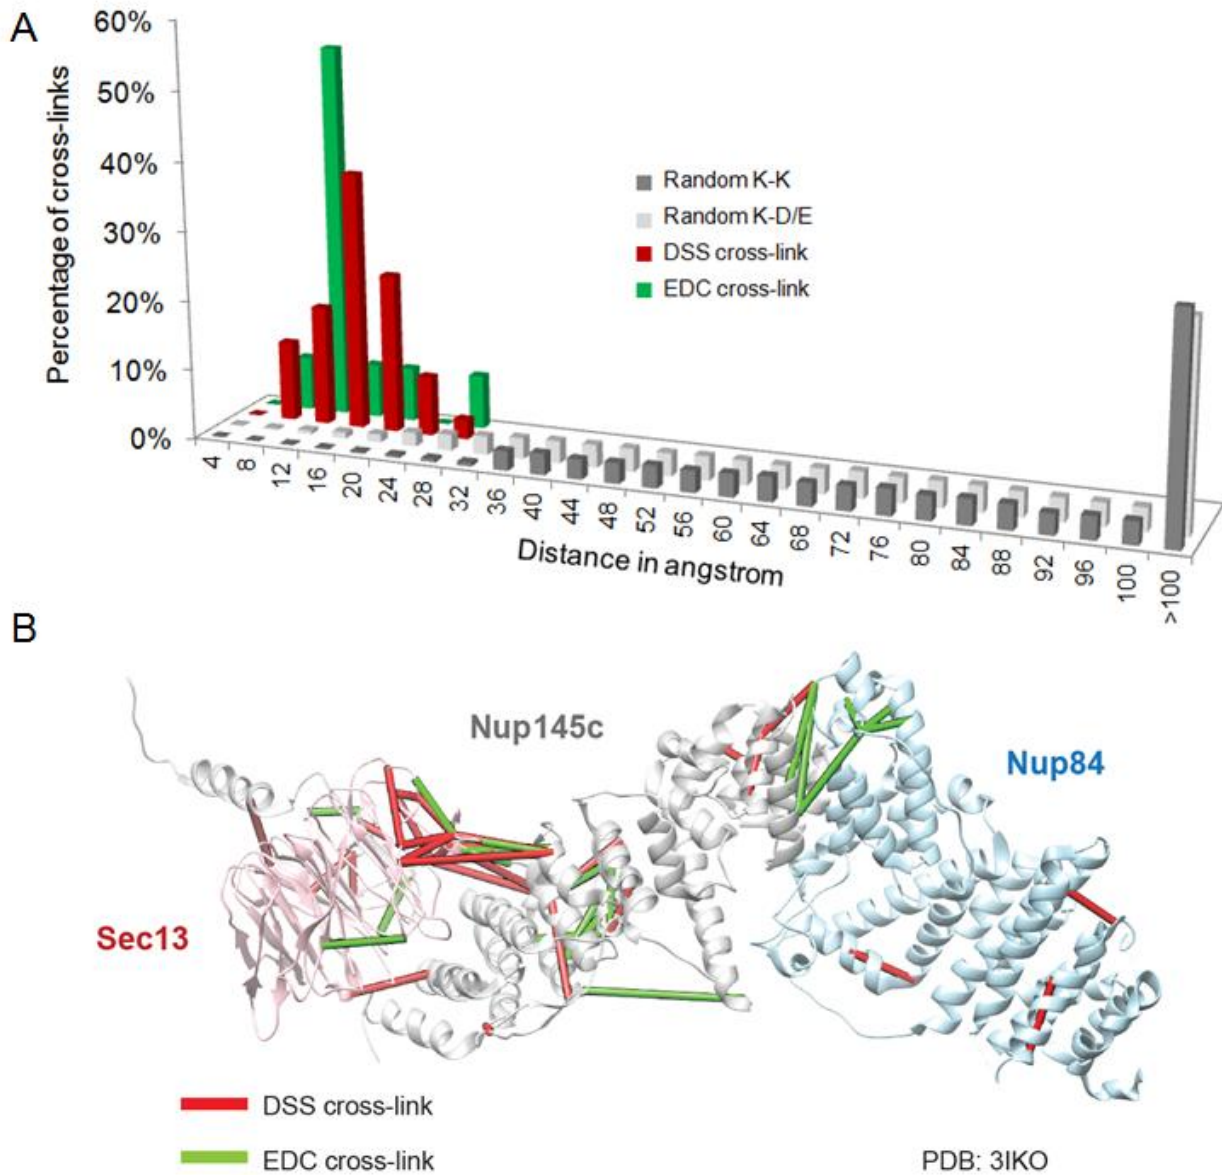 A
60%
50%
40%
30%
20%
10%
0%
Percentage of cross-links
Random K-K
Random K-D/E
DSS cross-link
EDC cross-link
4
8
12
16
20
24
28
32
36
40
44
48
52
56
60
64
68
72
76
80
84
88
92
96
100
>100
Distance in angstrom
B
Nup145c
Nup84
Sec13
DSS cross-link
EDC cross-link
PDB: 3IKO